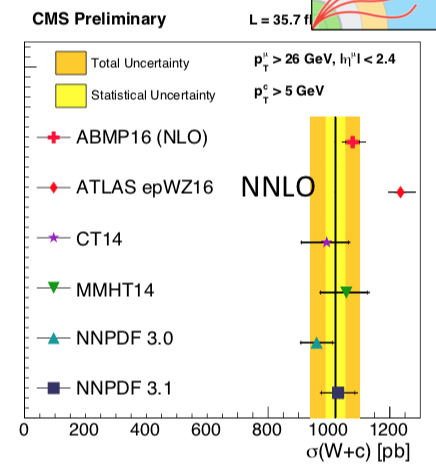 CMS Preliminary L = 35.7 f
Total Uncertainty
Statistical Uncertainty
p_T^μ > 26 GeV, |η^μ| < 2.4
p_T^c > 5 GeV
ABMP16 (NLO)
ATLAS epWZ16 NNLO
CT14
MMHT14
NNPDF 3.0
NNPDF 3.1
0 200 400 600 800 1000 1200
σ(W+c) [pb]